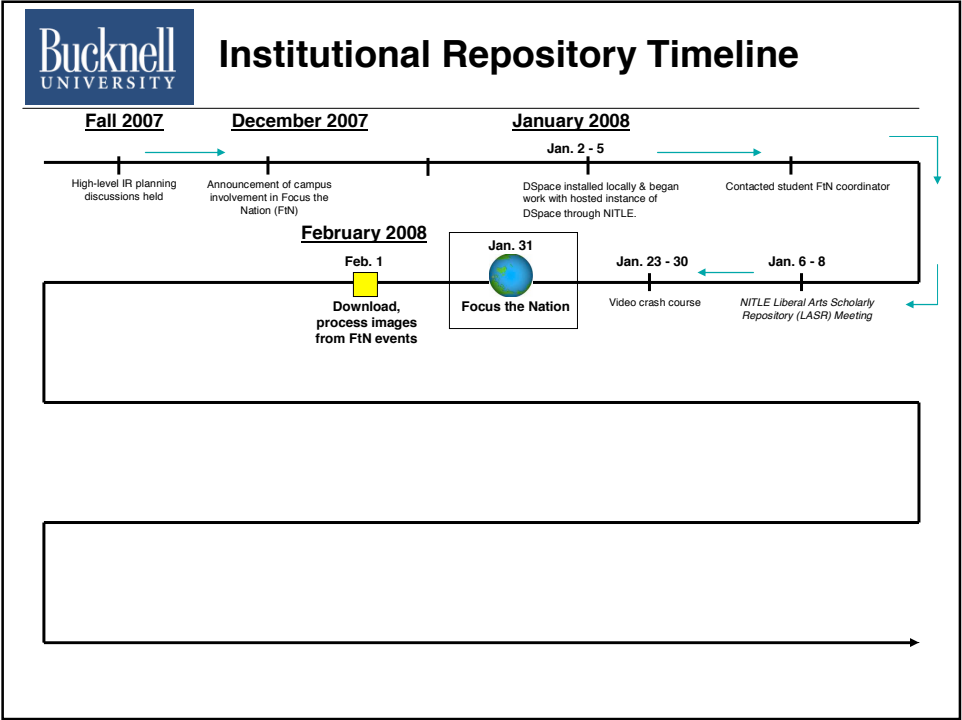 Bucknell
UNIVERSITY
Institutional Repository Timeline
Fall 2007
December 2007
January 2008
Jan. 2 - 5
High-level IR planning
discussions held
Announcement of campus
involvement in Focus the
Nation (FtN)
DSpace installed locally & began
work with hosted instance of
DSpace through NITLE.
Contacted student FtN coordinator
February 2008
Feb. 1
Download,
process images
from FtN events
Jan. 31
Focus the Nation
Jan. 23 - 30
Video crash course
Jan. 6 - 8
NITLE Liberal Arts Scholarly
Repository (LASR) Meeting